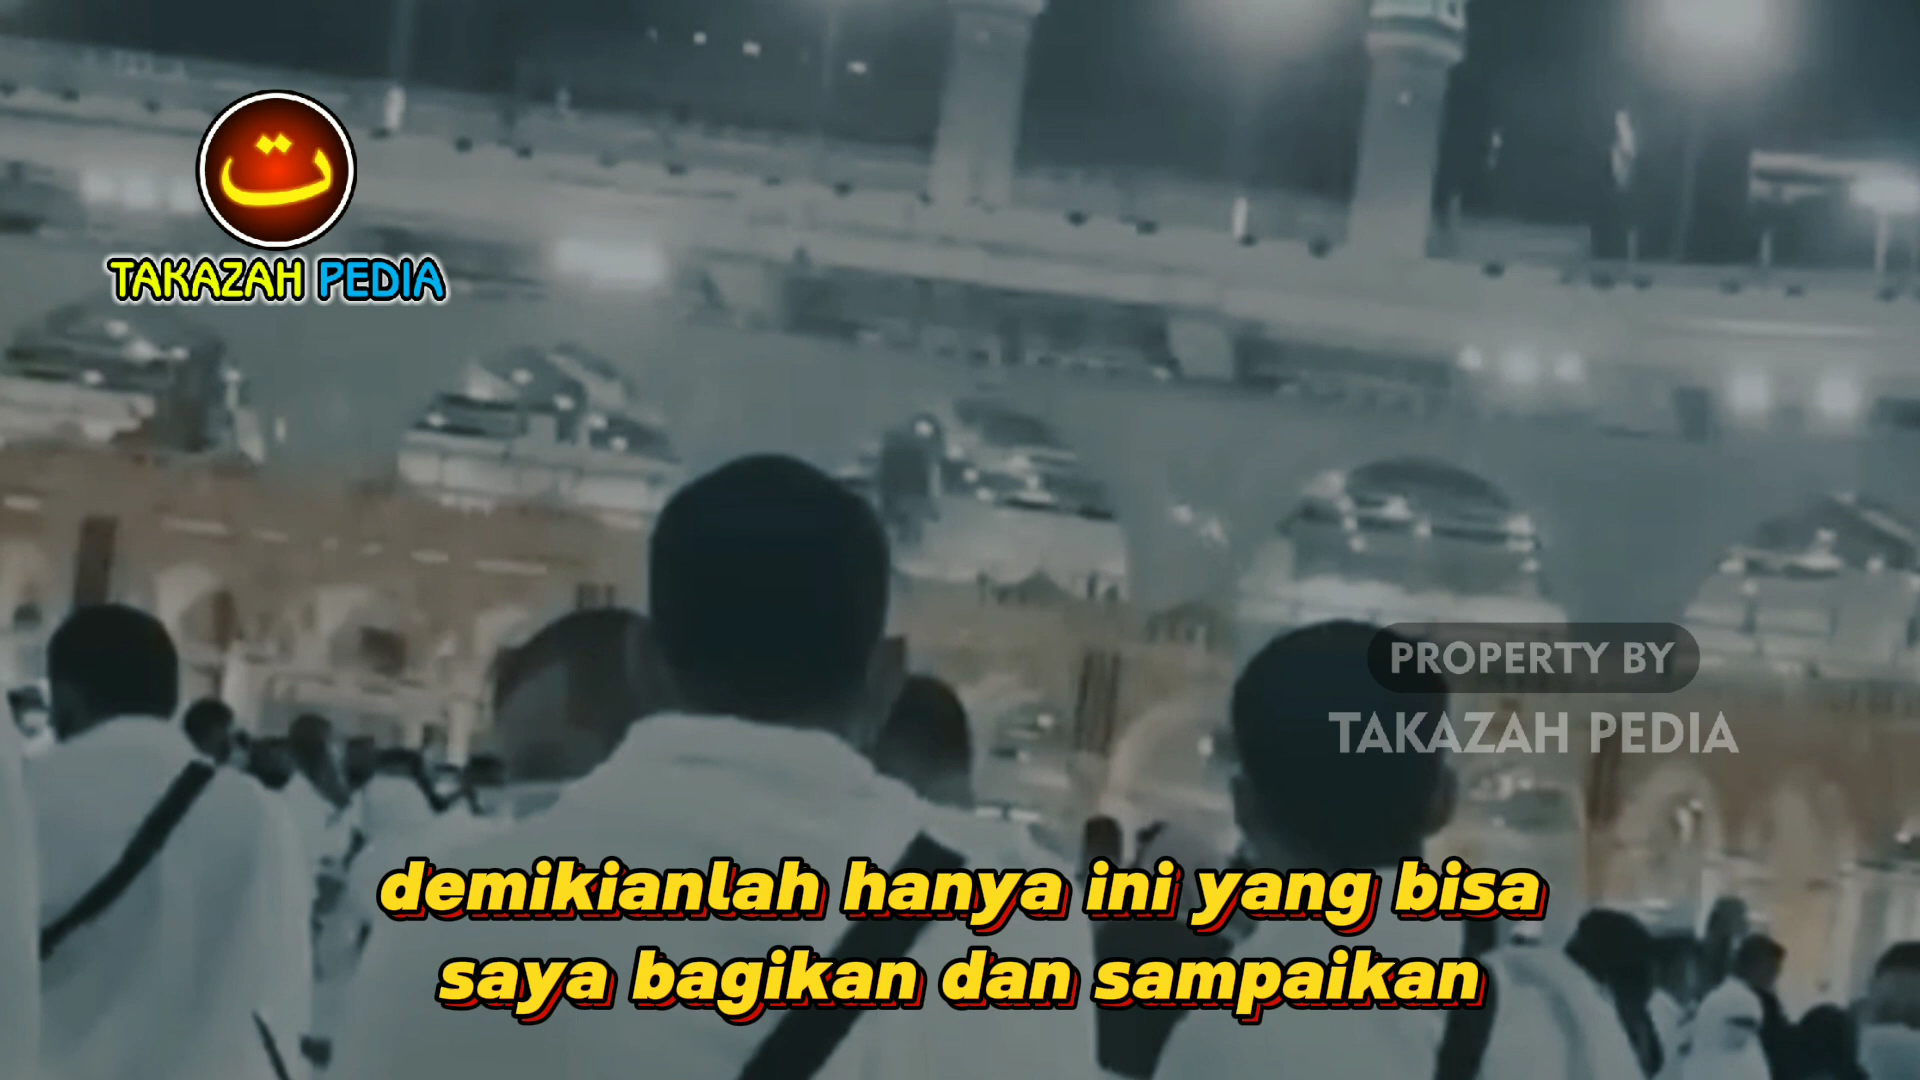 ت
TAKAZAH PEDIA
PROPERTY BY
TAKAZAH PEDIA
demikianlah hanya ini yang bisa
saya bagikan dan sampaikan